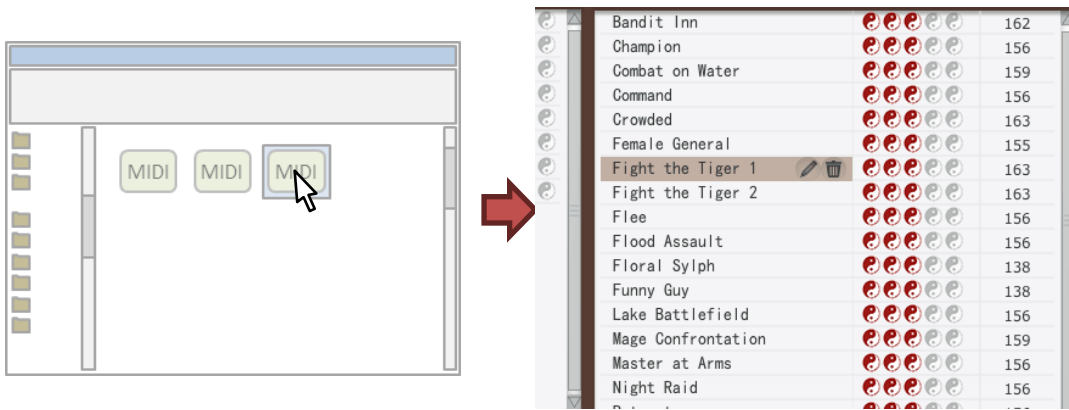 MIDI MIDI MIDI
Bandit Inn 162
Champion 156
Combat on Water 159
Command 156
Crowded 163
Female General 155
Fight the Tiger 1 163
Fight the Tiger 2 163
Flee 156
Flood Assault 156
Floral Sylph 138
Funny Guy 138
Lake Battlefield 156
Mage Confrontation 159
Master at Arms 156
Night Raid 156